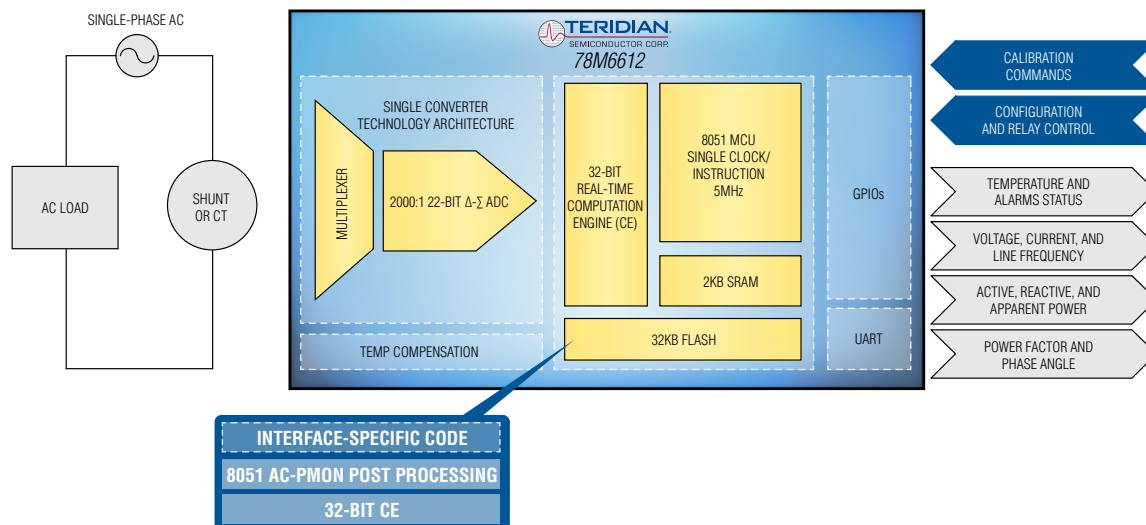 SINGLE-PHASE AC
AC LOAD
SHUNT
OR CT
TERIDIAN
SEMICONDUCTOR CORP.
78M6612
SINGLE CONVERTER
TECHNOLOGY ARCHITECTURE
MULTIPLEXER
2000:1 22-BIT Δ-∑ ADC
TEMP COMPENSATION
32-BIT
REAL-TIME
COMPUTATION
ENGINE (CE)
8051 MCU
SINGLE CLOCK/
INSTRUCTION
5MHz
2KB SRAM
32KB FLASH
GPIOs
UART
CALIBRATION
COMMANDS
CONFIGURATION
AND RELAY CONTROL
TEMPERATURE AND
ALARMS STATUS
VOLTAGE, CURRENT, AND
LINE FREQUENCY
ACTIVE, REACTIVE, AND
APPARENT POWER
POWER FACTOR AND
PHASE ANGLE
INTERFACE-SPECIFIC CODE
8051 AC-PMON POST PROCESSING
32-BIT CE